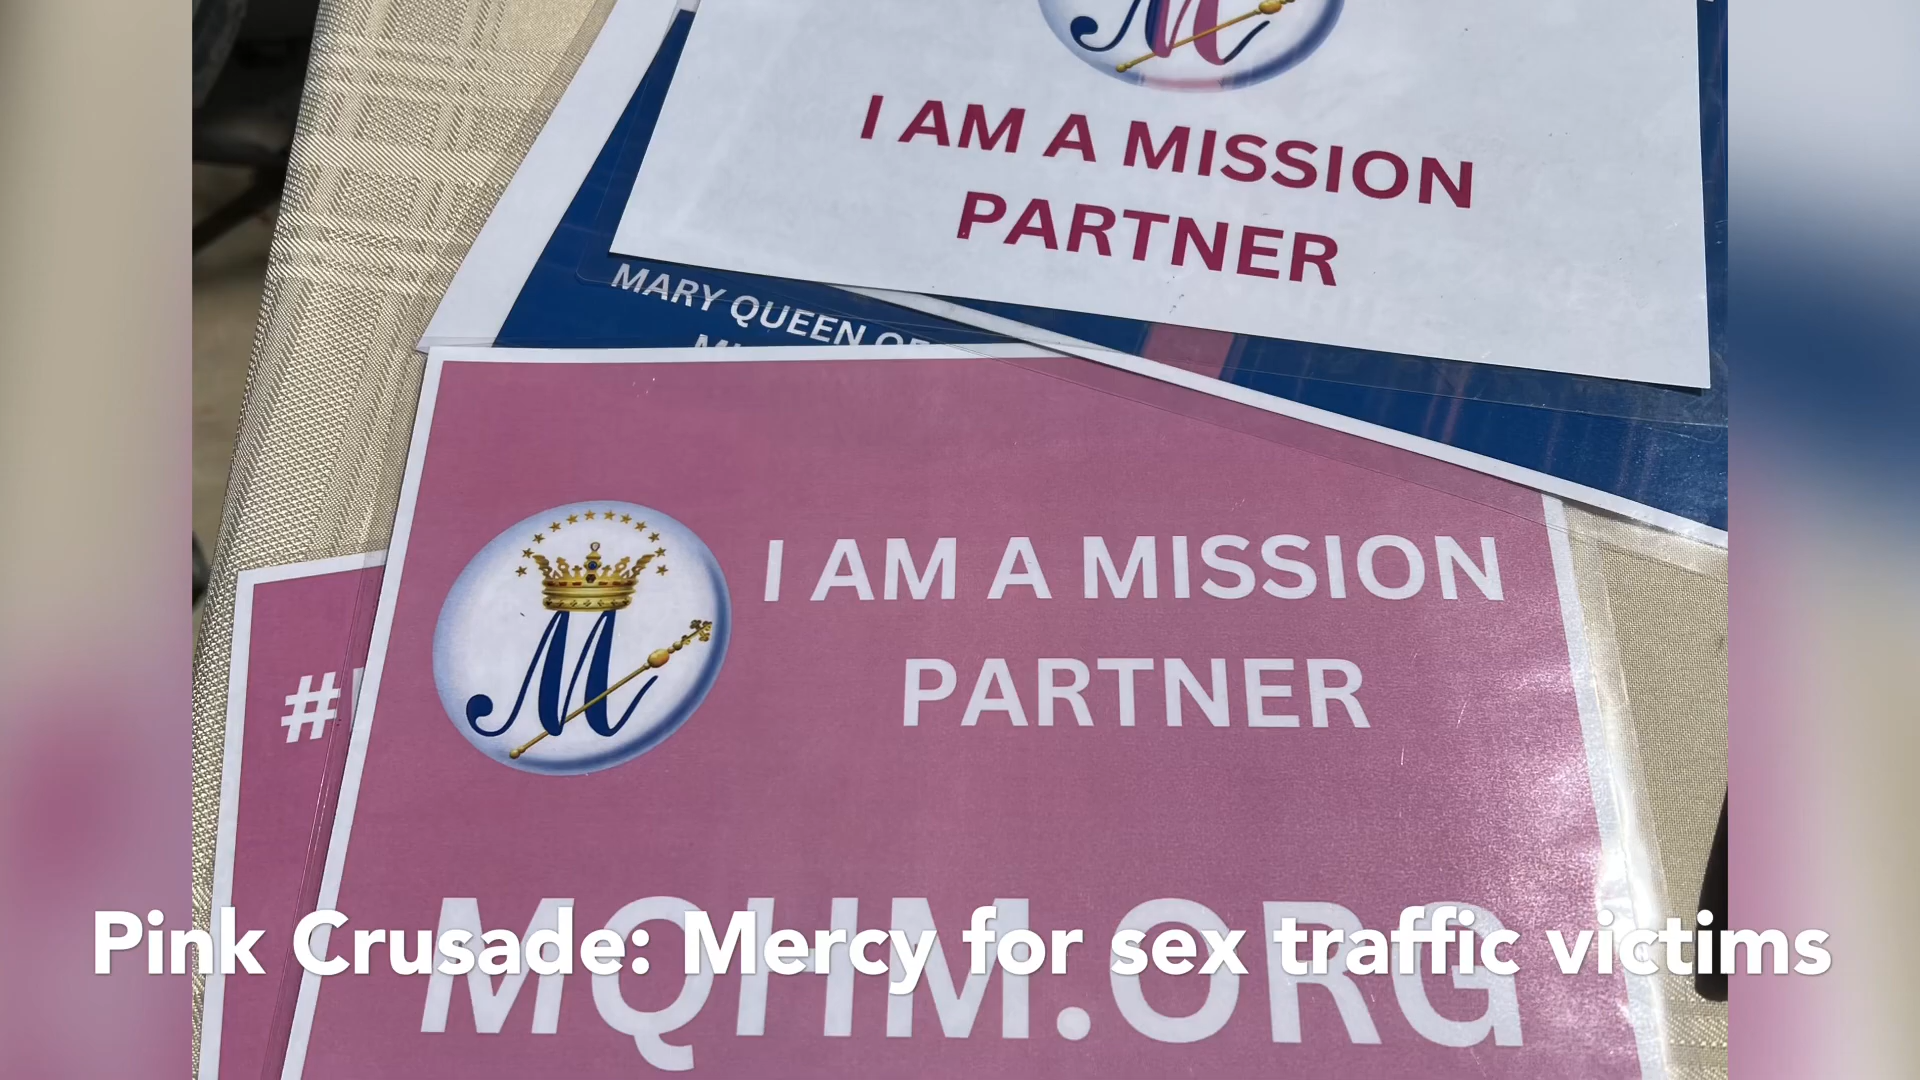 I AM A MISSION
PARTNER
MARY QUEEN
I AM A MISSION
PARTNER
#
MQHM.ORG
Pink Crusade: Mercy for sex traffic victims